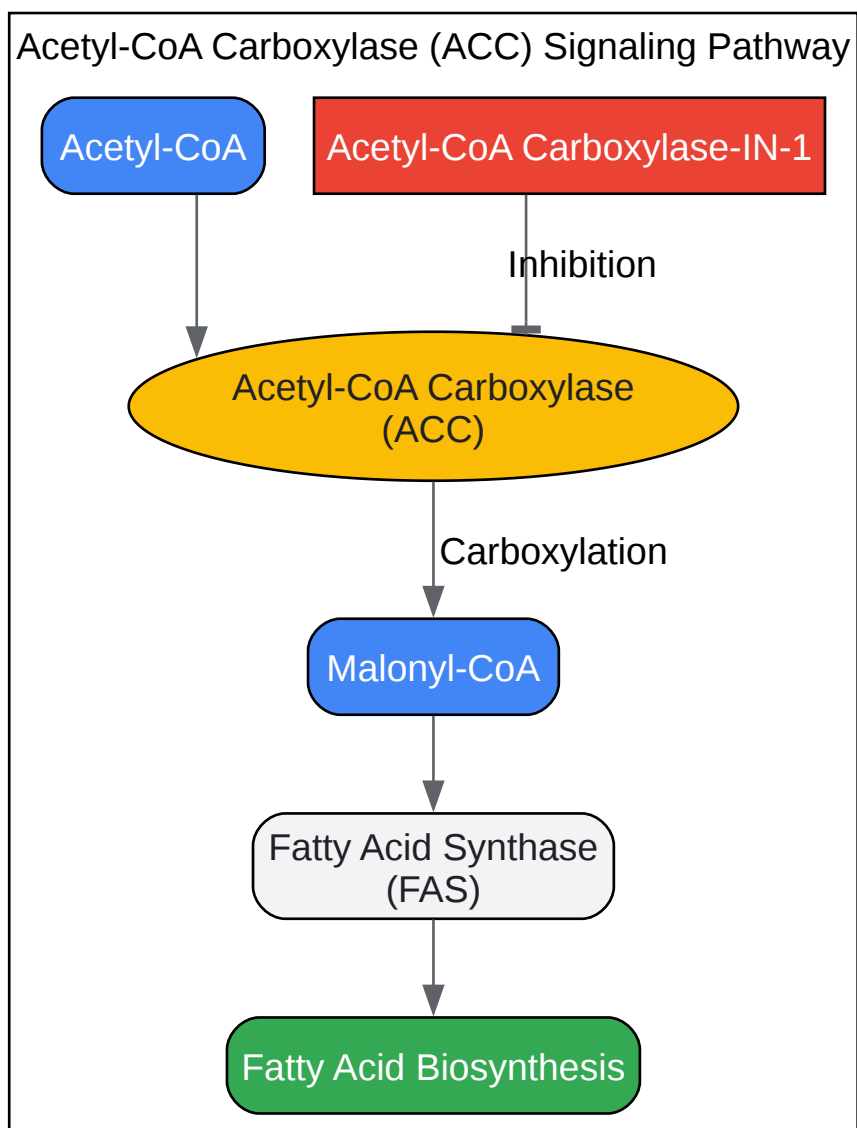 Acetyl-CoA Carboxylase (ACC) Signaling Pathway
Acetyl-CoA
Acetyl-CoA Carboxylase-IN-1
Inhibition
Acetyl-CoA Carboxylase
(ACC)
Carboxylation
Malonyl-CoA
Fatty Acid Synthase
(FAS)
Fatty Acid Biosynthesis